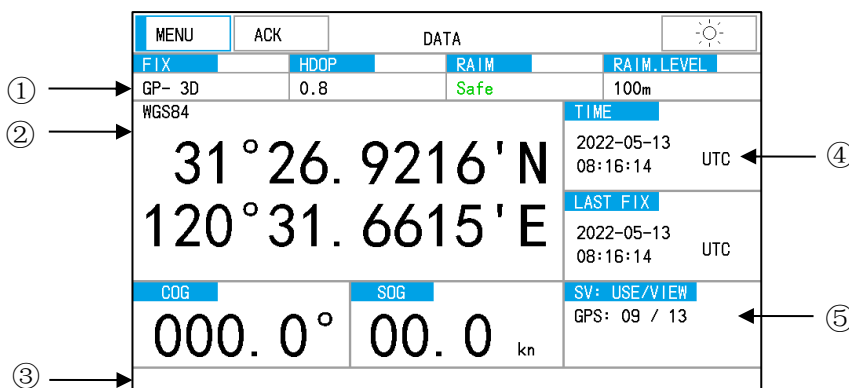 MENU ACK DATA
FIX HDOP RAIM RAIM.LEVEL
① GP- 3D 0.8 Safe 100m
② WGS84
31°26.9216'N
120°31.6615'E
TIME
2022-05-13
08:16:14 UTC ④
LAST FIX
2022-05-13
08:16:14 UTC
COG SOG SV: USE/VIEW
000.0° 00.0 kn
GPS: 09 / 13 ⑤
③